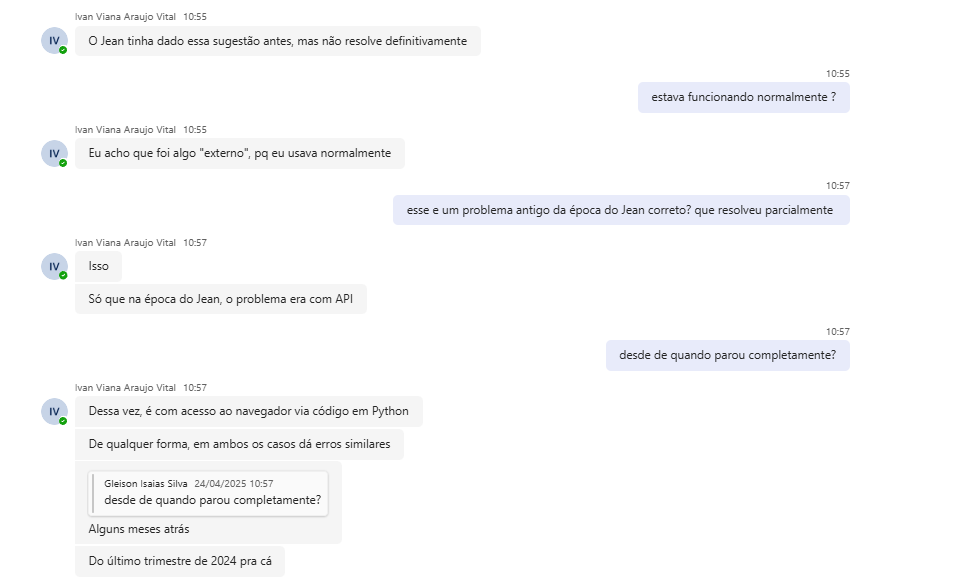 Ivan Viana Araujo Vital 10:55
IV
O Jean tinha dado essa sugestão antes, mas não resolve definitivamente
10:55
estava funcionando normalmente ?
Ivan Viana Araujo Vital 10:55
IV
Eu acho que foi algo "externo", pq eu usava normalmente
10:57
esse e um problema antigo da época do Jean correto? que resolveu parcialmente
Ivan Viana Araujo Vital 10:57
IV
Isso
Só que na época do Jean, o problema era com API
10:57
desde de quando parou completamente?
Ivan Viana Araujo Vital 10:57
IV
Dessa vez, é com acesso ao navegador via código em Python
De qualquer forma, em ambos os casos dá erros similares
Gleison Isaias Silva 24/04/2025 10:57
desde de quando parou completamente?
Alguns meses atrás
Do último trimestre de 2024 pra cá